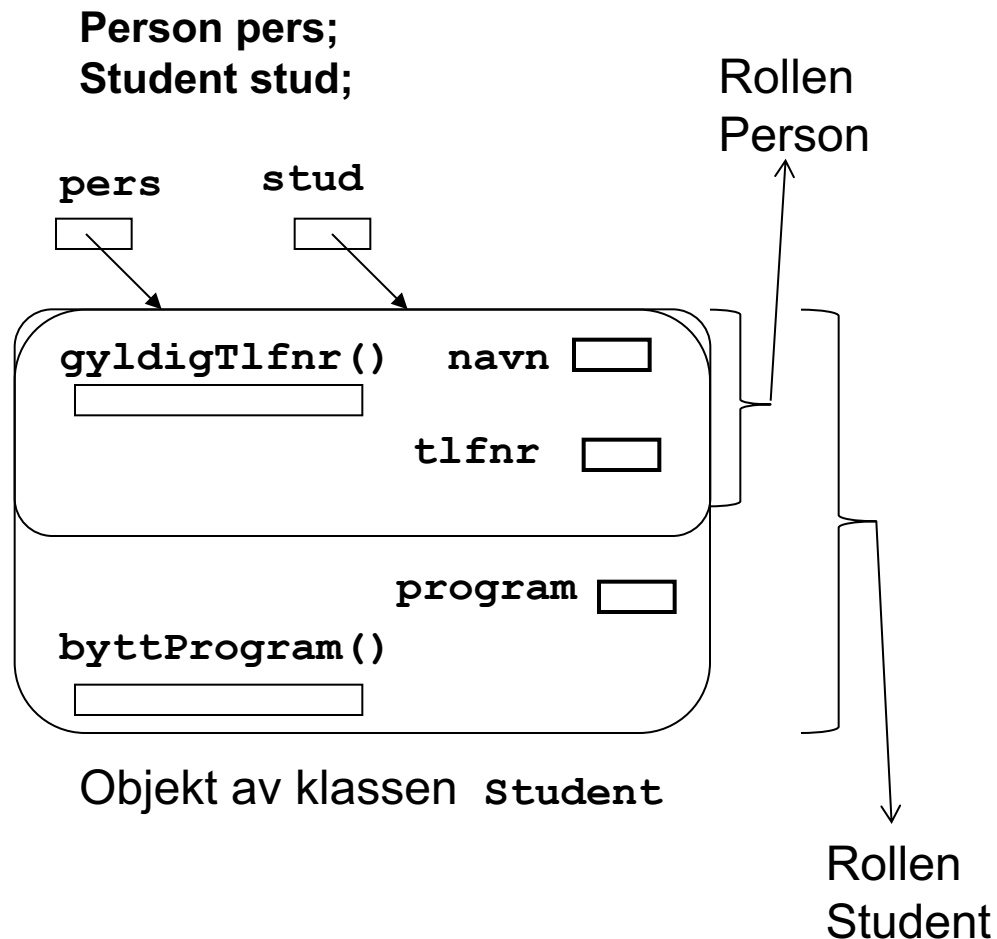 Person pers;
Student stud;
Rollen
Person
pers
stud
gyldigTlfnr()
navn
tlfnr
program
byttProgram()
Objekt av klassen Student
Rollen
Student